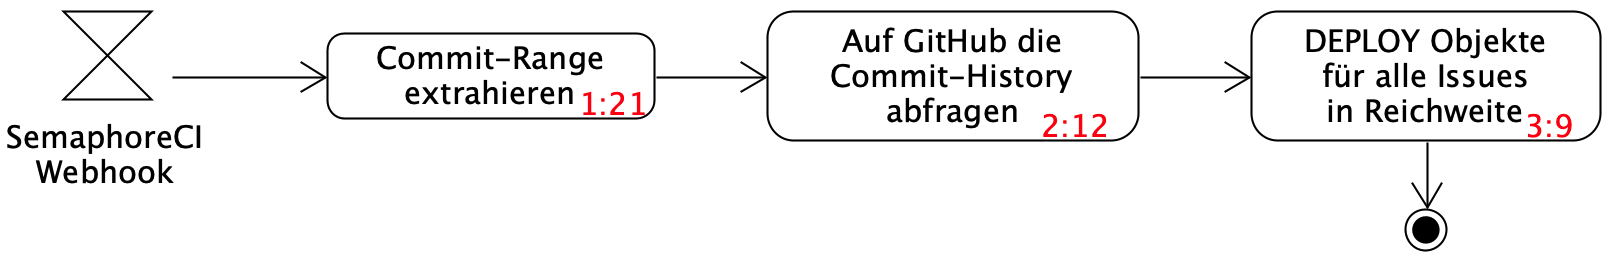 SemaphoreCI
Webhook
Commit-Range
extrahieren
1:21
Auf GitHub die
Commit-History
abfragen
2:12
DEPLOY Objekte
für alle Issues
in Reichweite
3:9